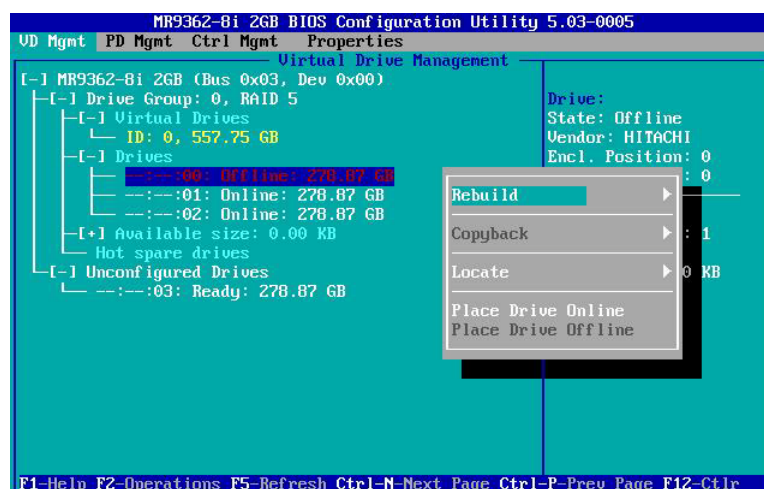 MR9362-8i 2GB BIOS Configuration Utility 5.03-0005
VD Mgmt PD Mgmt Ctrl Mgmt Properties
Virtual Drive Management
[-] MR9362-8i 2GB (Bus 0x03, Dev 0x00)
[-] Drive Group: 0, RAID 5
[-] Virtual Drives
ID: 0, 557.75 GB
[-] Drives
--:--:00: Offline: 278.87 GB
--:--:01: Online: 278.87 GB
--:--:02: Online: 278.87 GB
[+] Available size: 0.00 KB
Hot spare drives
[-] Unconfigured Drives
--:--:03: Ready: 278.87 GB
Drive:
State: Offline
Vendor: HITACHI
Encl. Position: 0
: 0
: 1
0 KB
Rebuild
Copyback
Locate
Place Drive Online
Place Drive Offline
F1-Help F2-Operations F5-Refresh Ctrl-N-Next Page Ctrl-P-Prev Page F12-Ctlr